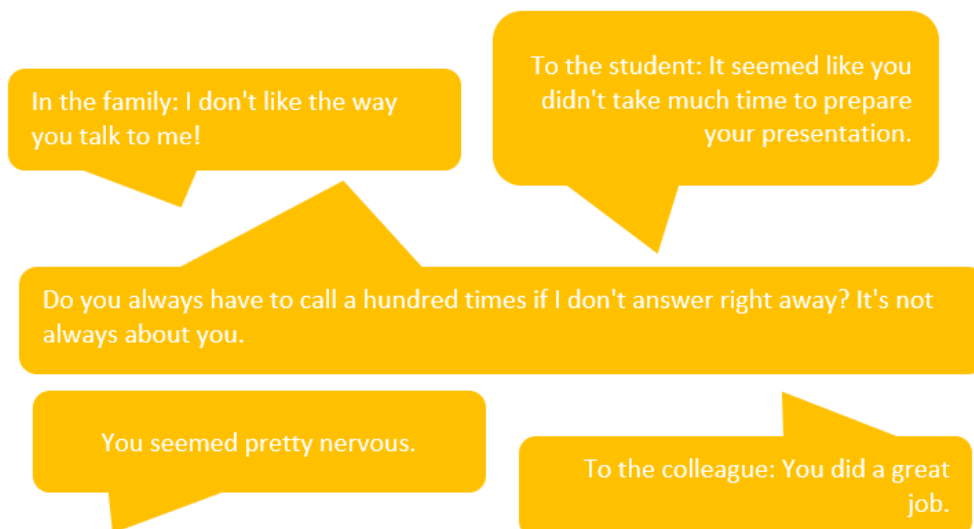 In the family: I don't like the way
you talk to me!
To the student: It seemed like you
didn't take much time to prepare
your presentation.
Do you always have to call a hundred times if I don't answer right away? It's not
always about you.
You seemed pretty nervous.
To the colleague: You did a great
job.